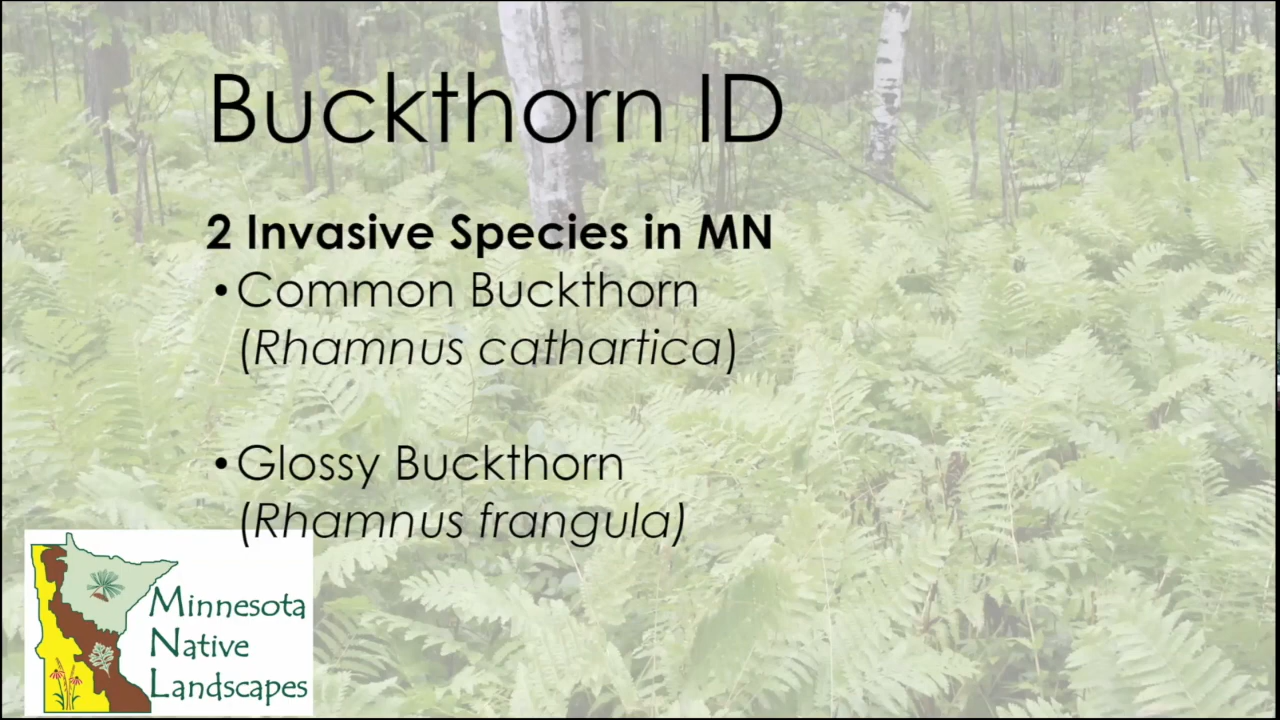 Buckthorn ID
2 Invasive Species in MN
• Common Buckthorn
(Rhamnus cathartica)
• Glossy Buckthorn
(Rhamnus frangula)
Minnesota
Native
Landscapes